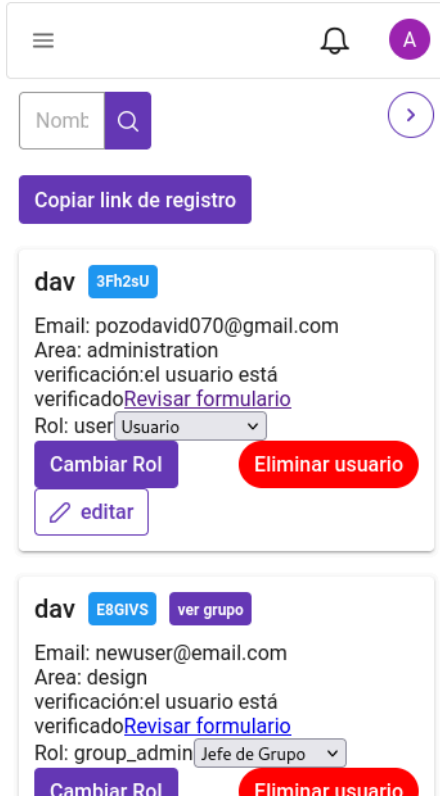 A
Nomb
Copiar link de registro
dav 3Fh2sU
Email: pozodavid070@gmail.com
Area: administration
verificación:el usuario está
verificadoRevisar formulario
Rol: user Usuario
Cambiar Rol Eliminar usuario
editar
dav E8GIVS ver grupo
Email: newuser@email.com
Area: design
verificación:el usuario está
verificadoRevisar formulario
Rol: group_admin Jefe de Grupo
Cambiar Rol Eliminar usuario